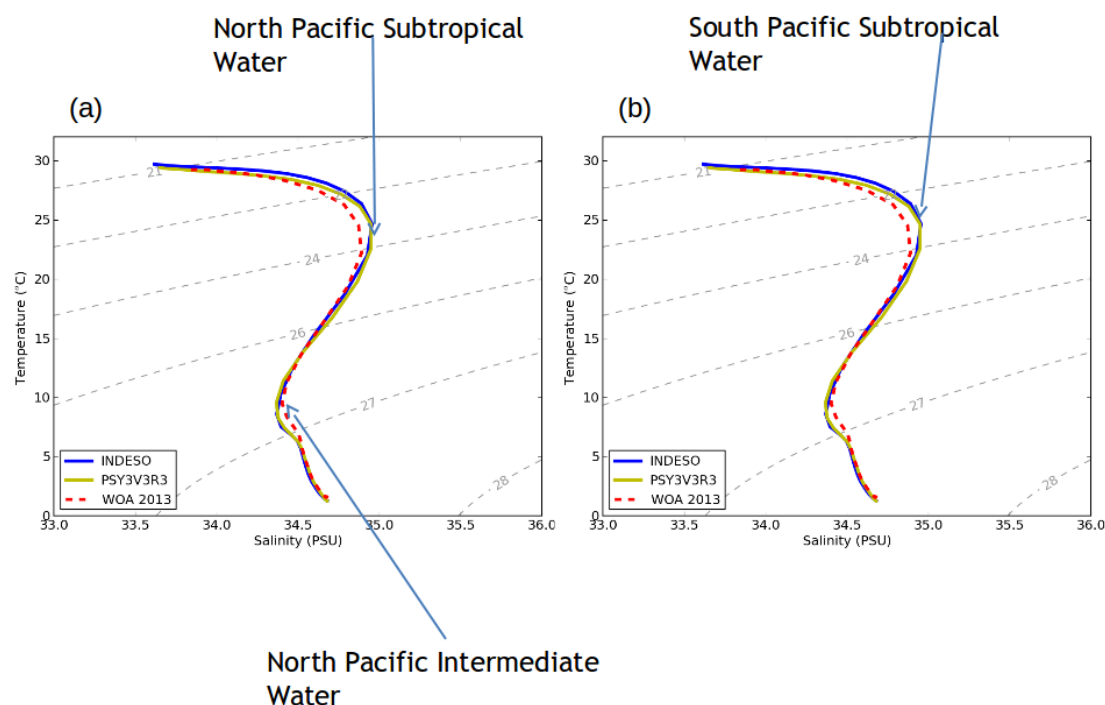 North Pacific Subtropical
Water
South Pacific Subtropical
Water
(a)
30
25
20
15
10
5
0
Temperature (°C)
21
24
26
27
28
INDESO
PSY3V3R3
WOA 2013
33.0 33.5 34.0 34.5 35.0 35.5 36.0
Salinity (PSU)
(b)
30
25
20
15
10
5
0
Temperature (°C)
21
24
26
27
28
INDESO
PSY3V3R3
WOA 2013
33.0 33.5 34.0 34.5 35.0 35.5 36.0
Salinity (PSU)
North Pacific Intermediate
Water